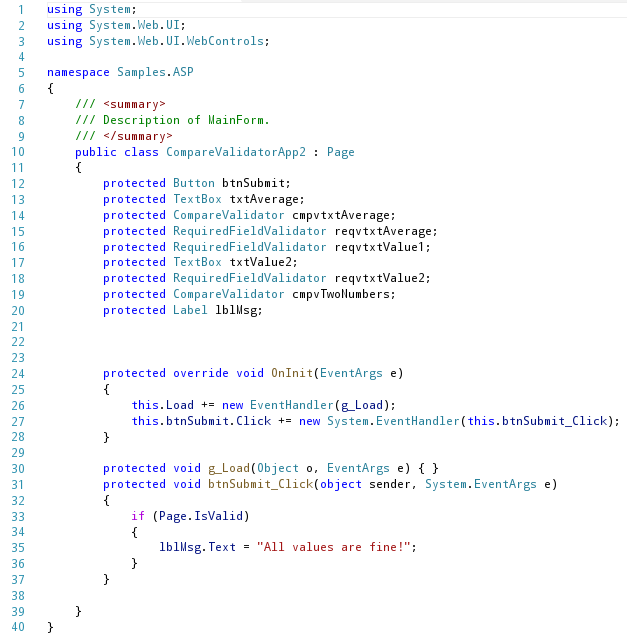 1 using System;
2 using System.Web.UI;
3 using System.Web.UI.WebControls;
4
5 namespace Samples.ASP
6 {
7 /// <summary>
8 /// Description of MainForm.
9 /// </summary>
10 public class CompareValidatorApp2 : Page
11 {
12 protected Button btnSubmit;
13 protected TextBox txtAverage;
14 protected CompareValidator cmpvtxtAverage;
15 protected RequiredFieldValidator reqvtxtAverage;
16 protected RequiredFieldValidator reqvtxtValue1;
17 protected TextBox txtValue2;
18 protected RequiredFieldValidator reqvtxtValue2;
19 protected CompareValidator cmpvTwoNumbers;
20 protected Label lblMsg;
21
22
23
24 protected override void OnInit(EventArgs e)
25 {
26 this.Load += new EventHandler(g_Load);
27 this.btnSubmit.Click += new System.EventHandler(this.btnSubmit_Click);
28 }
29
30 protected void g_Load(Object o, EventArgs e) { }
31 protected void btnSubmit_Click(object sender, System.EventArgs e)
32 {
33 if (Page.IsValid)
34 {
35 lblMsg.Text = "All values are fine!";
36 }
37 }
38
39 }
40 }